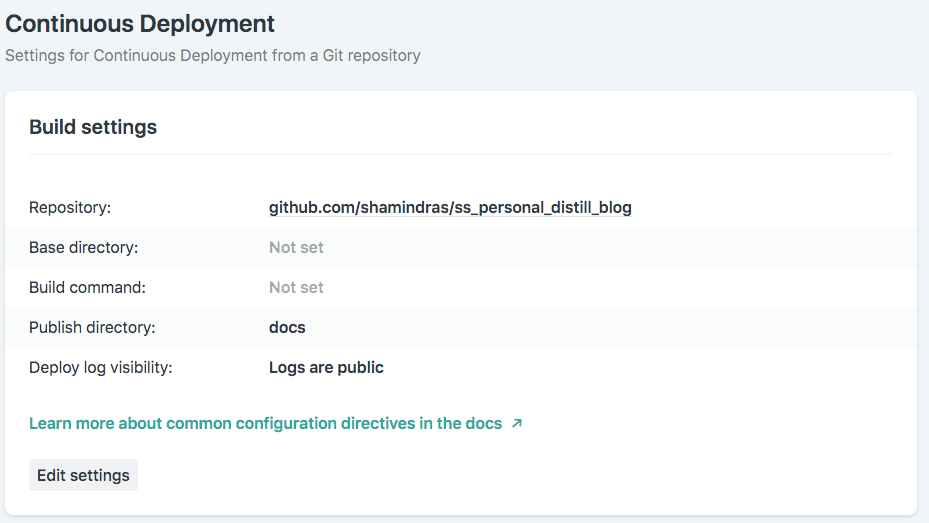 Continuous Deployment
Settings for Continuous Deployment from a Git repository
Build settings
Repository: github.com/shamindras/ss_personal_distill_blog
Base directory: Not set
Build command: Not set
Publish directory: docs
Deploy log visibility: Logs are public
Learn more about common configuration directives in the docs ↗
Edit settings